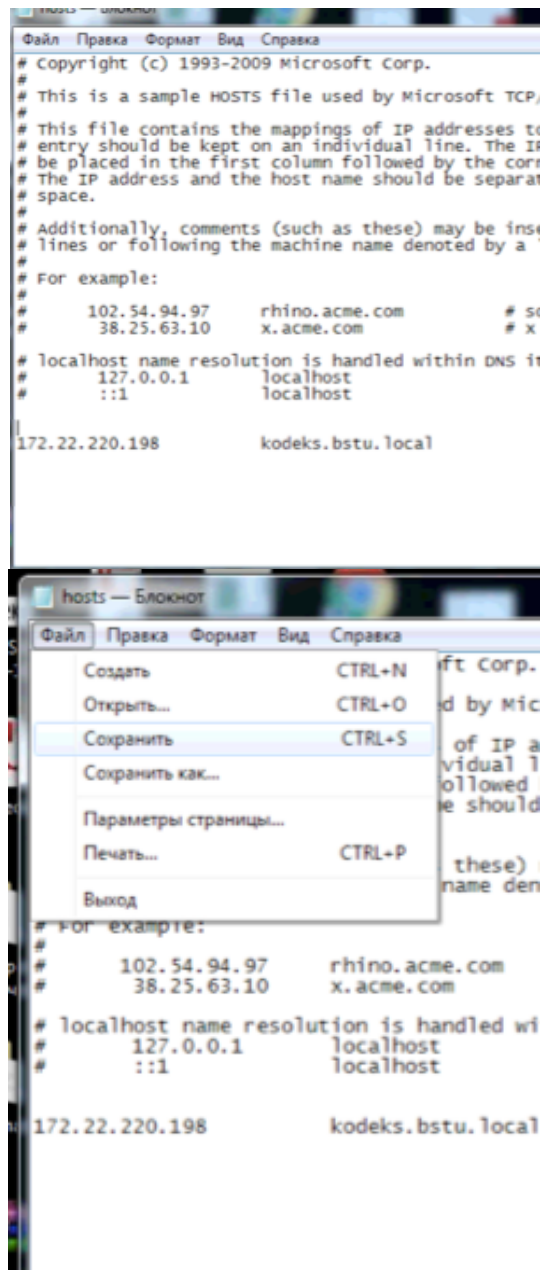 hosts — Блокнот
Файл Правка Формат Вид Справка
# Copyright (c) 1993-2009 Microsoft Corp.
#
# This is a sample HOSTS file used by Microsoft TCP/
#
# This file contains the mappings of IP addresses to
# entry should be kept on an individual line. The IP
# be placed in the first column followed by the corr
# The IP address and the host name should be separat
# space.
#
# Additionally, comments (such as these) may be inse
# lines or following the machine name denoted by a
#
# For example:
#
# 102.54.94.97 rhino.acme.com # so
# 38.25.63.10 x.acme.com # x
# localhost name resolution is handled within DNS it
# 127.0.0.1 localhost
# ::1 localhost
172.22.220.198 kodeks.bstu.local
hosts — Блокнот
Файл Правка Формат Вид Справка
Создать CTRL+N
Открыть... CTRL+O
Сохранить CTRL+S
Сохранить как...
Параметры страницы...
Печать... CTRL+P
Выход
ft Corp.
d by Mic
of IP a
vidual l
ollowed
e should
these)
name den
# For example:
#
# 102.54.94.97 rhino.acme.com
# 38.25.63.10 x.acme.com
# localhost name resolution is handled wi
# 127.0.0.1 localhost
# ::1 localhost
172.22.220.198 kodeks.bstu.local